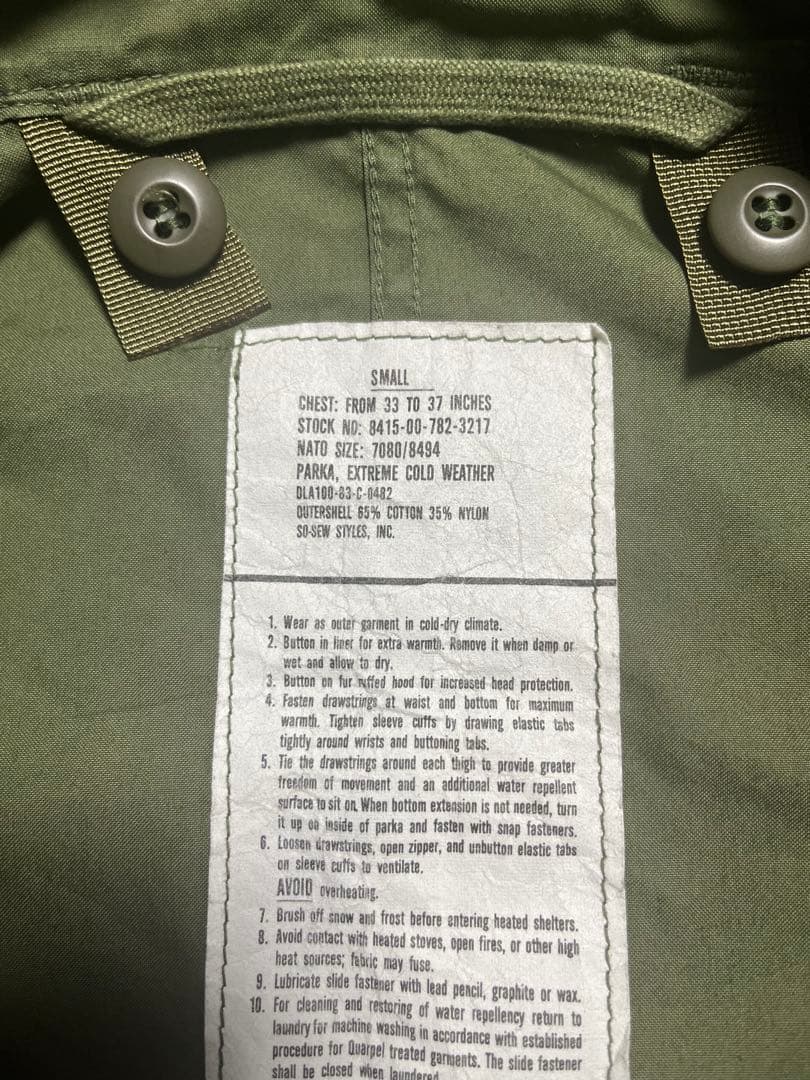 SMALL
CHEST: FROM 33 TO 37 INCHES
STOCK NO: 8415-00-782-3217
NATO SIZE: 7080/8494
PARKA, EXTREME COLD WEATHER
DLA100-83-C-0482
OUTERSHELL 65% COTTON 35% NYLON
SO-SEW STYLES, INC.
1. Wear as outer garment in cold-dry climate.
2. Button in liner for extra warmth. Remove it when damp or
wet and allow to dry.
3. Button on fur ruffed hood for increased head protection.
4. Fasten drawstrings at waist and bottom for maximum
warmth. Tighten sleeve cuffs by drawing elastic tabs
tightly around wrists and buttoning tabs.
5. Tie the drawstrings around each thigh to provide greater
freedom of movement and an additional water repellent
surface to sit on. When bottom extension is not needed, turn
it up on inside of parka and fasten with snap fasteners.
6. Loosen drawstrings, open zipper, and unbutton elastic tabs
on sleeve cuffs to ventilate.
AVOID overheating.
7. Brush off snow and frost before entering heated shelters.
8. Avoid contact with heated stoves, open fires, or other high
heat sources; fabric may fuse.
9. Lubricate slide fastener with lead pencil, graphite or wax.
10. For cleaning and restoring of water repellency return to
laundry for machine washing in accordance with established
procedure for Quarpel treated garments. The slide fastener
shall be closed when laundered.